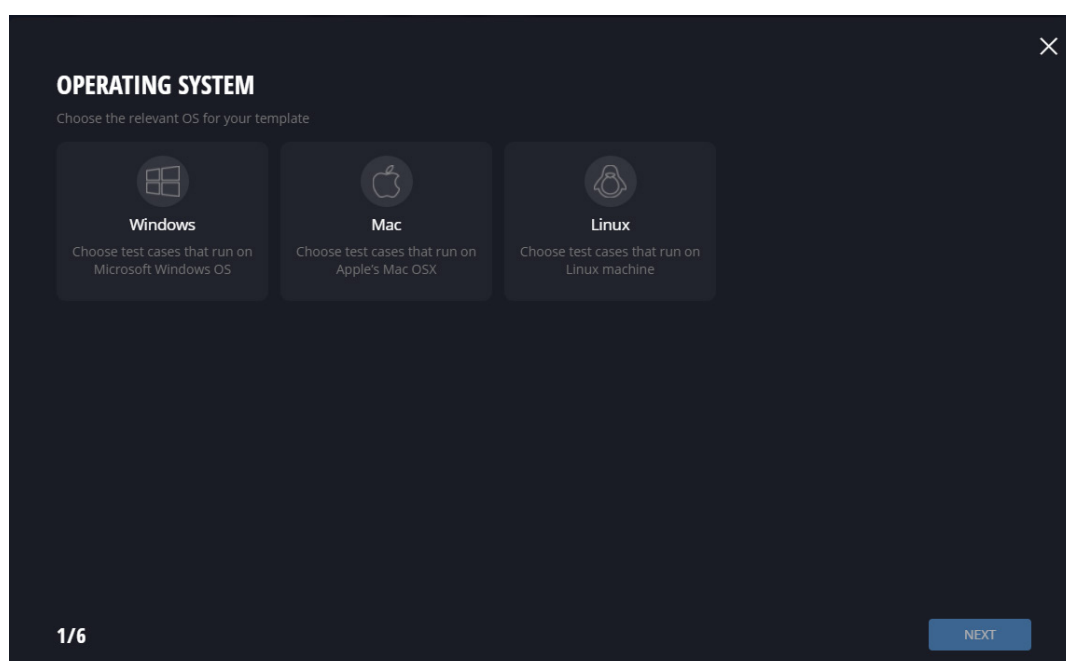 OPERATING SYSTEM
Choose the relevant OS for your template
Windows
Choose test cases that run on
Microsoft Windows OS
Mac
Choose test cases that run on
Apple's Mac OSX
Linux
Choose test cases that run on
Linux machine
1/6
NEXT